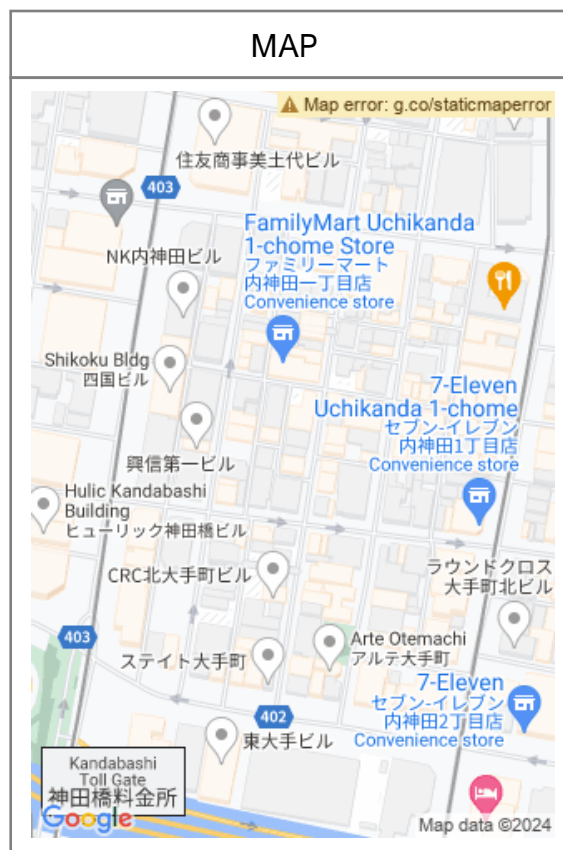 MAP
Map error: g.co/staticmaperror
住友商事美土代ビル
403
FamilyMart Uchikanda
1-chome Store
ファミリーマート
内神田一丁目店
Convenience store
NK内神田ビル
Shikoku Bldg
四国ビル
7-Eleven
Uchikanda 1-chome
セブン-イレブン
内神田1丁目店
Convenience store
興信第一ビル
Hulic Kandabashi
Building
ヒューリック神田橋ビル
ラウンドクロス
大手町北ビル
CRC北大手町ビル
403
Arte Otemachi
アルテ大手町
ステイト大手町
7-Eleven
セブン-イレブン
内神田2丁目店
Convenience store
402
東大手ビル
Kandabashi
Toll Gate
神田橋料金所
Google
Map data ©2024